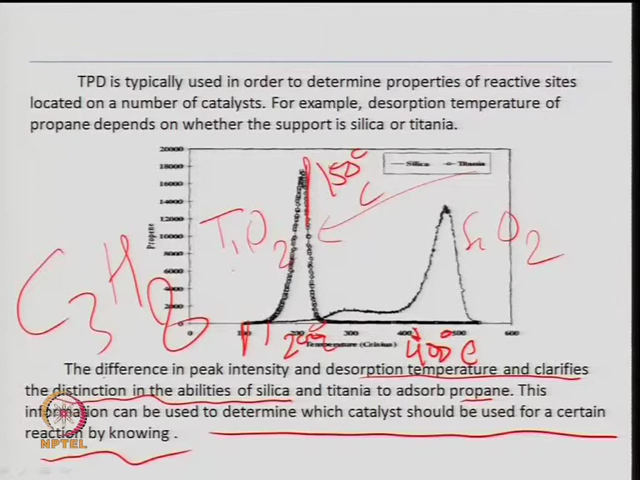 TPD is typically used in order to determine properties of reactive sites
located on a number of catalysts. For example, desorption temperature of
propane depends on whether the support is silica or titania.
20000
18000
16000
14000
12000
10000
8000
6000
4000
2000
0
Propane
Silica Titania
150°C
TiO2
SiO2
C3H8
100 200 300 400 500 600
200°
400°C
Temperature (Celsius)
The difference in peak intensity and desorption temperature and clarifies
the distinction in the abilities of silica and titania to adsorb propane. This
information can be used to determine which catalyst should be used for a certain
reaction by knowing .
NPTEL